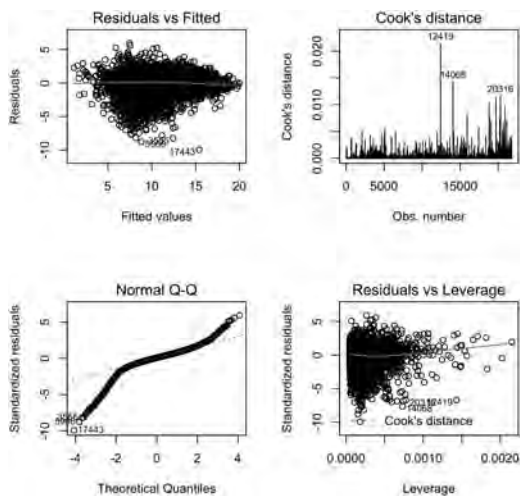 Residuals vs Fitted
Residuals
5
0
-5
-10
17443
5
10
15
20
Fitted values
Cook's distance
Cook's distance
0.020
0.010
0.000
12419
14068
20316
0
5000
15000
Obs. number
Normal Q-Q
Standardized residuals
5
0
-5
-10
17443
-4
-2
0
2
4
Theoretical Quantiles
Residuals vs Leverage
Standardized residuals
5
0
-5
-10
12419
14068
Cook's distance
0.0000
0.0010
0.0020
Leverage